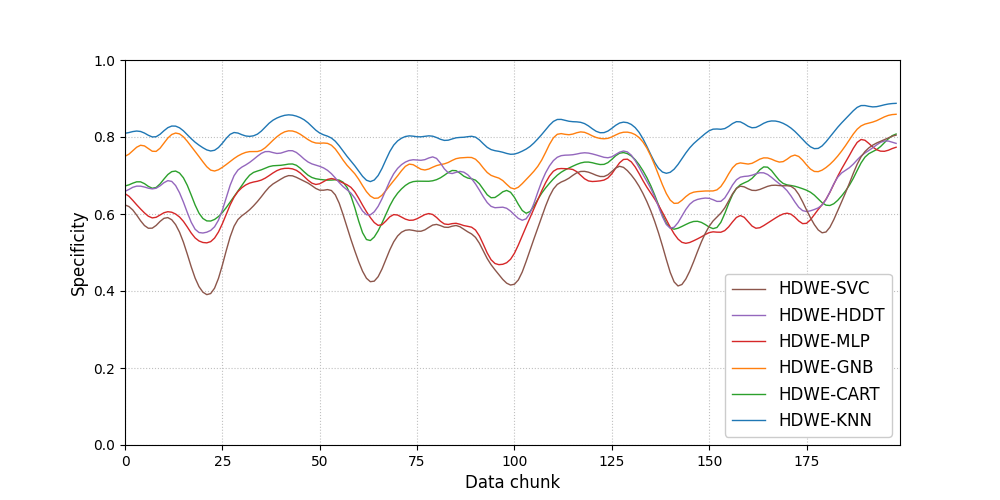 1.0
0.8
0.6
0.4
0.2
0.0
Specificity
0 25 50 75 100 125 150 175
Data chunk
HDWE-SVC
HDWE-HDDT
HDWE-MLP
HDWE-GNB
HDWE-CART
HDWE-KNN